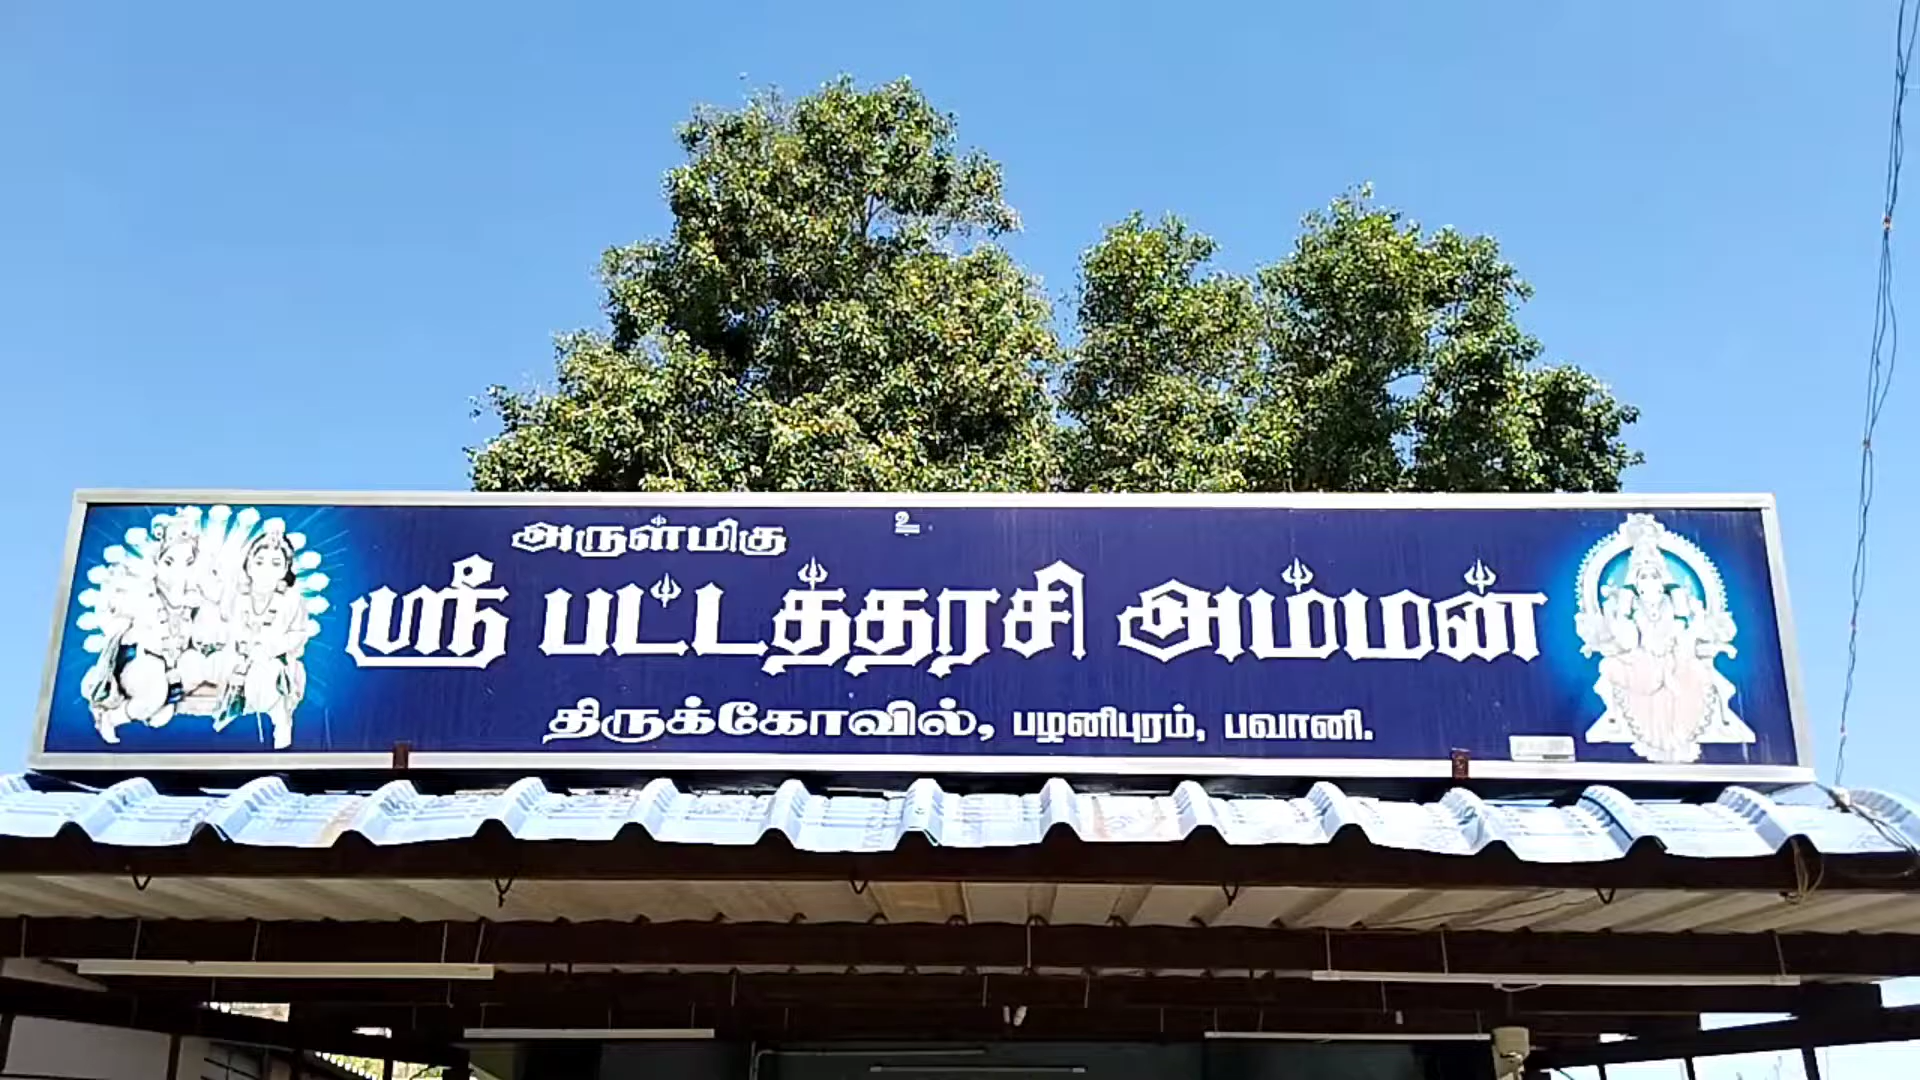 உ
அருள்மிகு
ஸ்ரீ பட்டத்தரசி அம்மன்
திருக்கோவில், பழனிபுரம், பவானி.